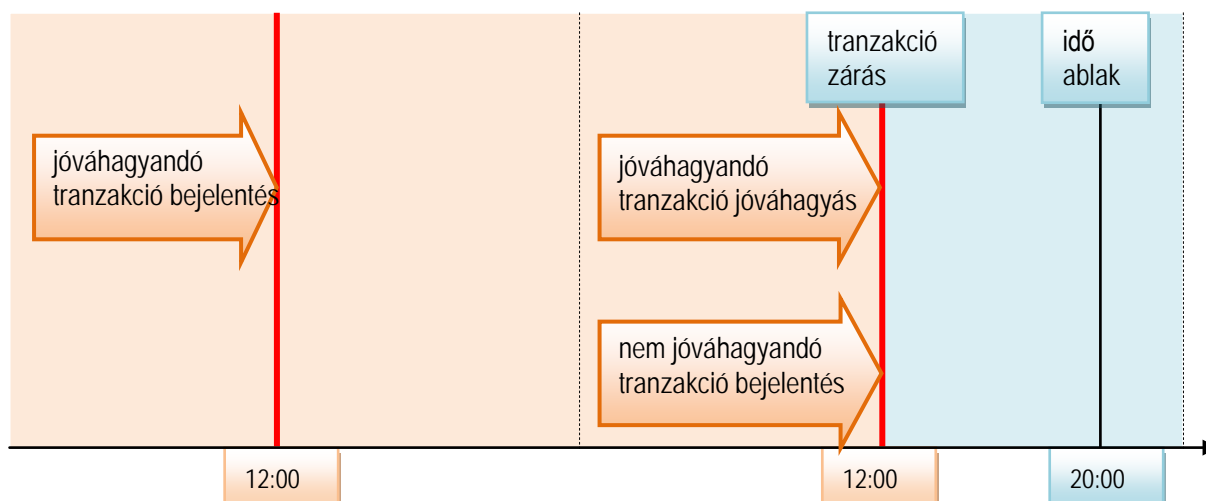 tranzakció
zárás
idő
ablak
jóváhagyandó
tranzakció bejelentés
jóváhagyandó
tranzakció jóváhagyás
nem jóváhagyandó
tranzakció bejelentés
12:00
12:00
20:00